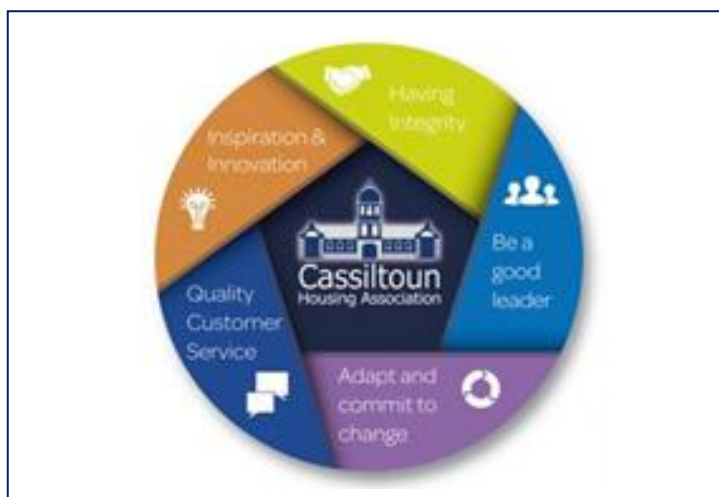 Having
Integrity
Inspiration &
Innovation
Be a
good
leader
Cassiltoun
Housing Association
Quality
Customer
Service
Adapt and
commit to
change